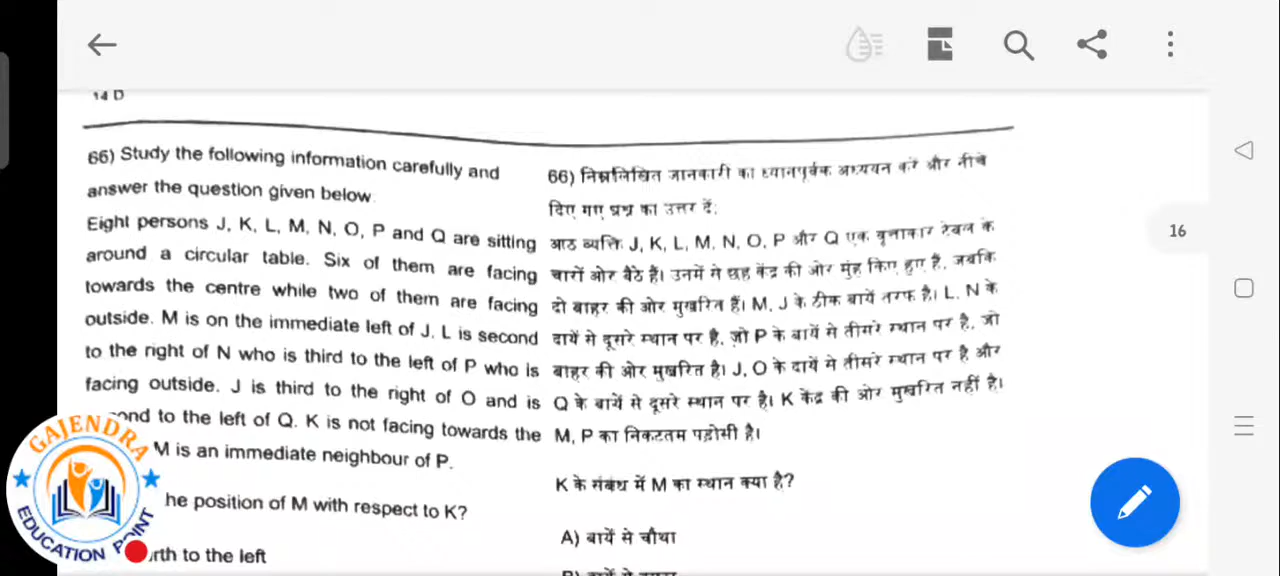 14 D
16
66) Study the following information carefully and
answer the question given below.
Eight persons J, K, L, M, N, O, P and Q are sitting
around a circular table. Six of them are facing
towards the centre while two of them are facing
outside. M is on the immediate left of J. L is second
to the right of N who is third to the left of P who is
facing outside. J is third to the right of O and is
ond to the left of Q. K is not facing towards the
M is an immediate neighbour of P.
he position of M with respect to K?
rth to the left
66) निम्नलिखित जानकारी का ध्यानपूर्वक अध्ययन करें और नीचे
दिए गए प्रश्न का उत्तर दें:
आठ व्यक्ति J, K, L, M, N, O, P और Q एक वृत्ताकार टेबल के
चारों ओर बैठे हैं। उनमें से छह केंद्र की ओर मुंह किए हुए हैं, जबकि
दो बाहर की ओर मुखरित हैं। M, J के ठीक बायें तरफ है। L, N के
दायें से दूसरे स्थान पर है, जो P के बायें से तीसरे स्थान पर है, जो
बाहर की ओर मुखरित है। J, O के दायें से तीसरे स्थान पर है और
Q के बायें से दूसरे स्थान पर है। K केंद्र की ओर मुखरित नहीं है।
M, P का निकटतम पड़ोसी है।
K के संबंध में M का स्थान क्या है?
A) बायें से चौथा
GAJENDRA
EDUCATION POINT